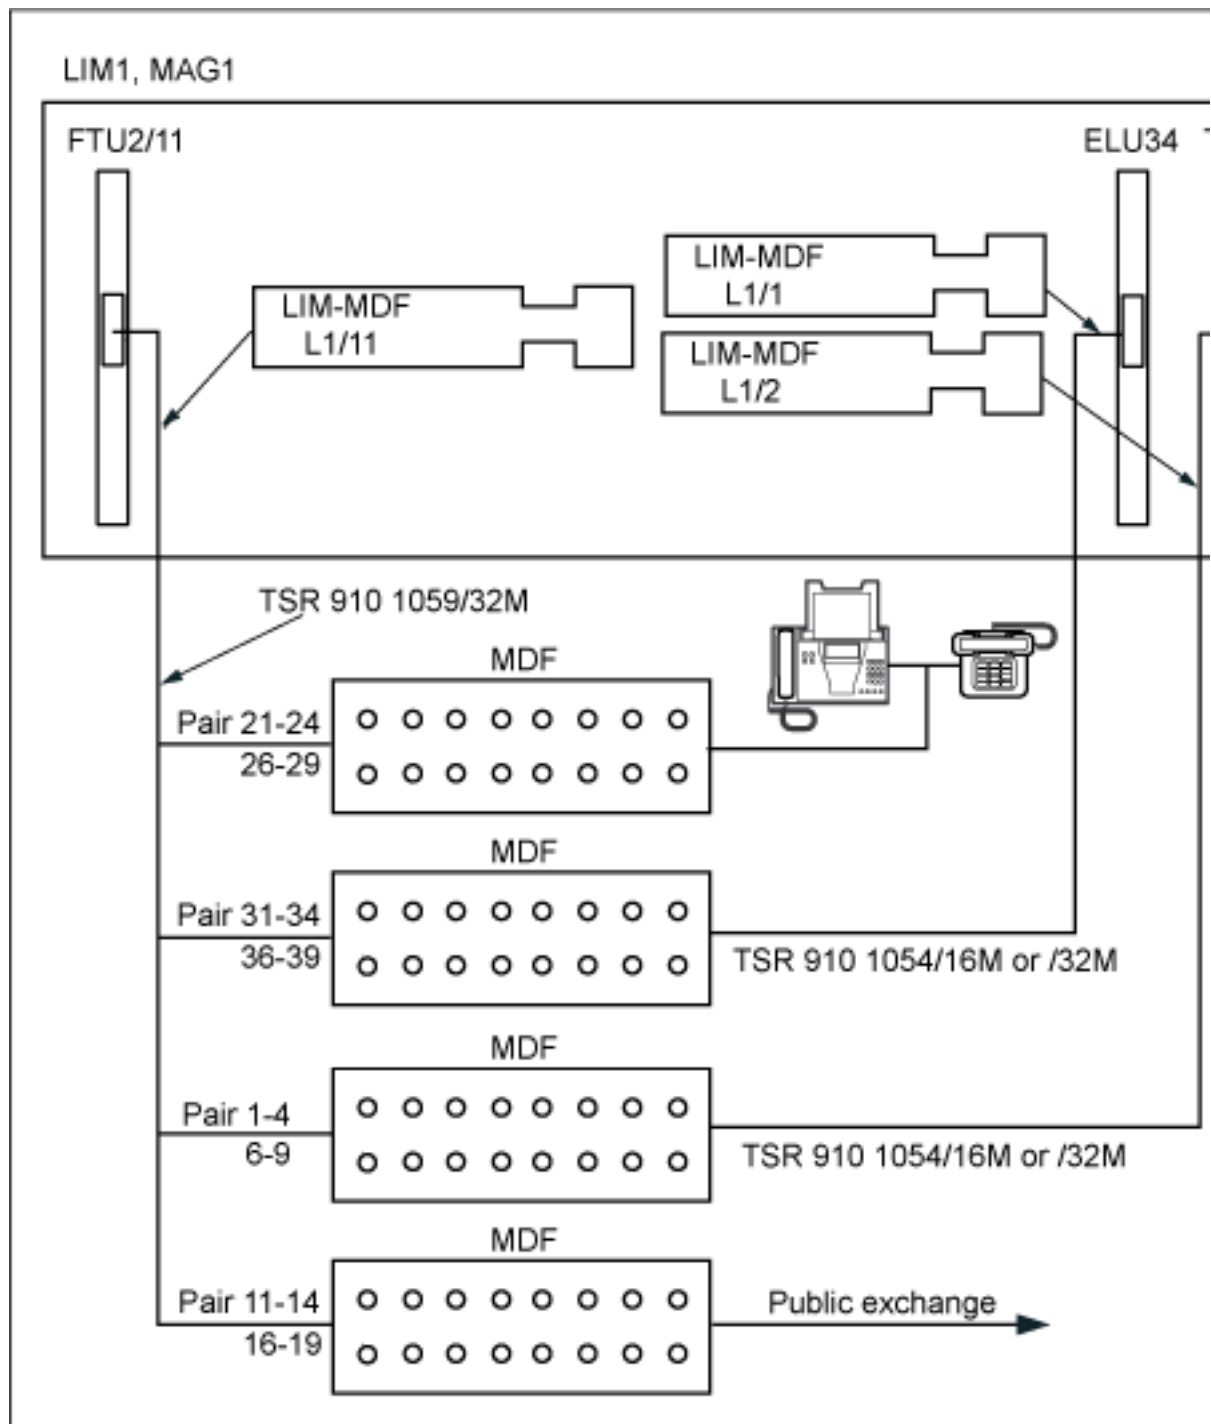 LIM1, MAG1
FTU2/11
ELU34
LIM-MDF
L1/11
LIM-MDF
L1/1
LIM-MDF
L1/2
TSR 910 1059/32M
MDF
Pair 21-24
26-29
MDF
Pair 31-34
36-39
TSR 910 1054/16M or /32M
MDF
Pair 1-4
6-9
TSR 910 1054/16M or /32M
MDF
Pair 11-14
16-19
Public exchange